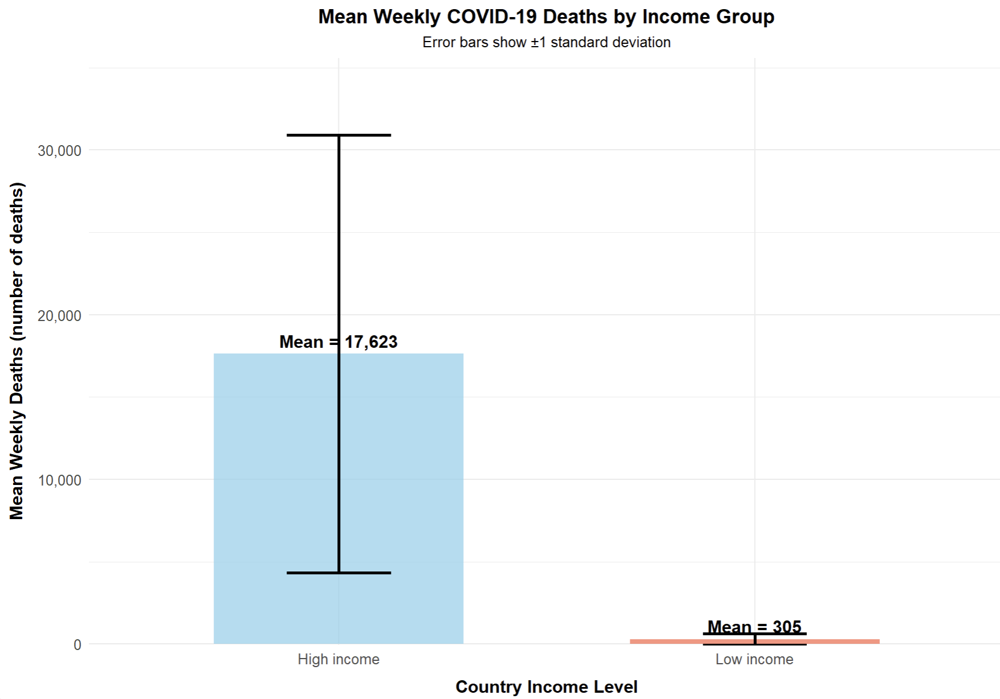 Mean Weekly COVID-19 Deaths by Income Group
Error bars show ±1 standard deviation
Mean Weekly Deaths (number of deaths)
30,000
20,000
10,000
0
Mean = 17,623
Mean = 305
High income
Low income
Country Income Level